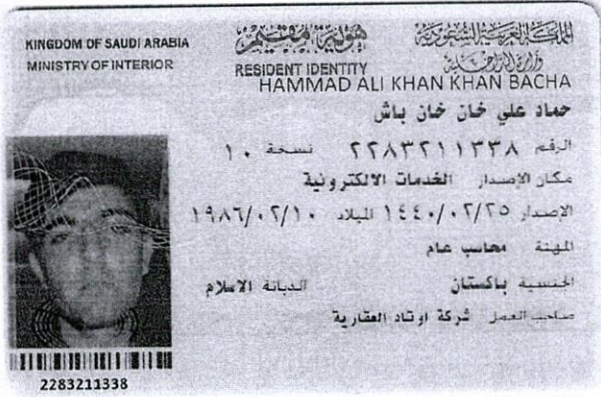 KINGDOM OF SAUDI ARABIA
MINISTRY OF INTERIOR
هوية مقيم
RESIDENT IDENTITY
المملكة العربية السعودية
وزارة الداخلية
HAMMAD ALI KHAN KHAN BACHA
حماد علي خان خان باش
الرقم ٢٢٨٣٢١١٣٣٨ نسخة ١٠
مكان الإصدار الخدمات الالكترونية
الإصدار ١٤٤٠/٠٢/٢٥ الميلاد ١٩٨٦/٠٢/١٠
المهنة محاسب عام
الجنسية باكستان الديانة الاسلام
صاحب العمل شركة اوتاد العقارية
2283211338